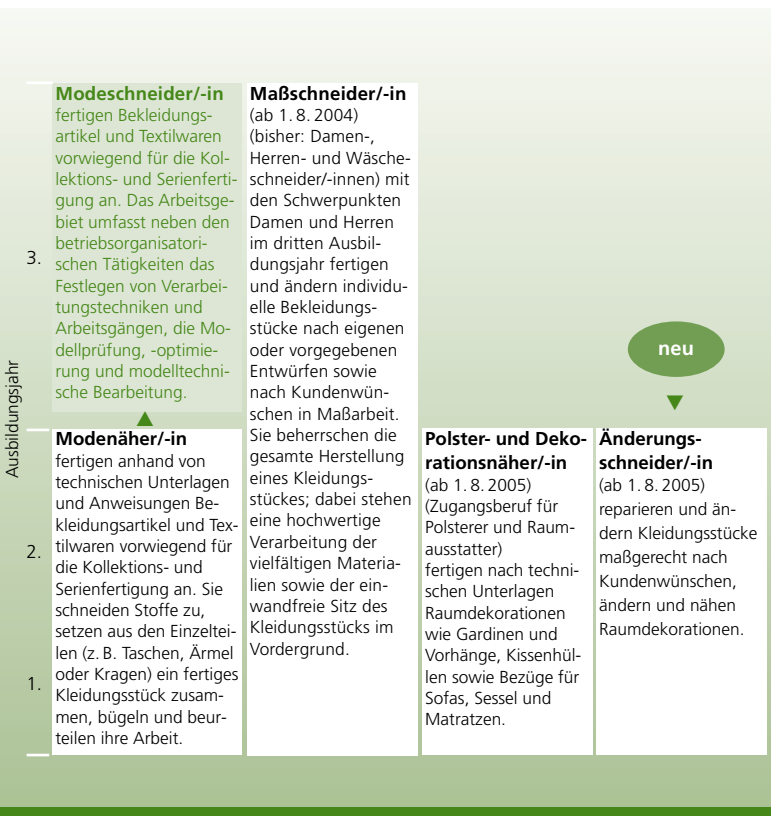 Modeschneider/-in
fertigen Bekleidungs-
artikel und Textilwaren
vorwiegend für die Kol-
lektions- und Serienferti-
gung an. Das Arbeitsge-
biet umfasst neben den
betriebsorganisatori-
schen Tätigkeiten das
Festlegen von Verarbei-
tungstechniken und
Arbeitsgängen, die Mo-
dellprüfung, -optimie-
rung und modelltechni-
sche Bearbeitung.
Modenäher/-in
fertigen anhand von
technischen Unterlagen
und Anweisungen Be-
kleidungsartikel und Tex-
tilwaren vorwiegend für
die Kollektions- und
Serienfertigung an. Sie
schneiden Stoffe zu,
setzen aus den Einzeltei-
len (z. B. Taschen, Ärmel
oder Kragen) ein fertiges
Kleidungsstück zusam-
men, bügeln und beur-
teilen ihre Arbeit.
Maßschneider/-in
(ab 1. 8. 2004)
(bisher: Damen-,
Herren- und Wäsche-
schneider/-innen) mit
den Schwerpunkten
Damen und Herren
im dritten Ausbil-
dungsjahr fertigen
und ändern individu-
elle Bekleidungs-
stücke nach eigenen
oder vorgegebenen
Entwürfen sowie
nach Kundenwün-
schen in Maßarbeit.
Sie beherrschen die
gesamte Herstellung
eines Kleidungs-
stückes; dabei stehen
eine hochwertige
Verarbeitung der
vielfältigen Materia-
lien sowie der ein-
wandfreie Sitz des
Kleidungsstücks im
Vordergrund.
Polster- und Deko-
rationsnäher/-in
(ab 1. 8. 2005)
(Zugangsberuf für
Polsterer und Raum-
ausstatter)
fertigen nach techni-
schen Unterlagen
Raumdekorationen
wie Gardinen und
Vorhänge, Kissenhül-
len sowie Bezüge für
Sofas, Sessel und
Matratzen.
neu
Änderungs-
schneider/-in
(ab 1. 8. 2005)
reparieren und än-
dern Kleidungsstücke
maßgerecht nach
Kundenwünschen,
ändern und nähen
Raumdekorationen.
Ausbildungsjahr
3.
2.
1.